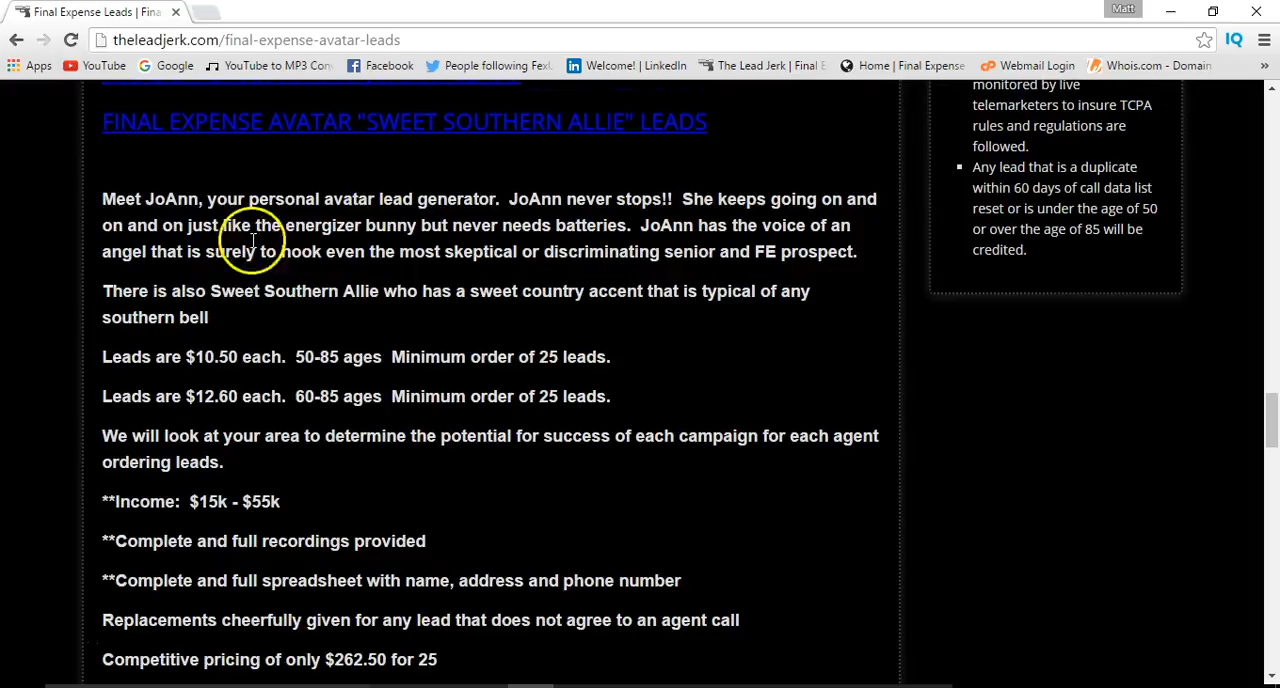 Final Expense Leads | Fina
Matt
theleadjerk.com/final-expense-avatar-leads
IQ
Apps
YouTube
Google
YouTube to MP3 Con
Facebook
People following Fexl
Welcome! | LinkedIn
The Lead Jerk | Final E
Home | Final Expense
Webmail Login
Whois.com - Domain
»
FINAL EXPENSE AVATAR "SWEET SOUTHERN ALLIE" LEADS
Meet JoAnn, your personal avatar lead generator. JoAnn never stops!! She keeps going on and
on and on just like the energizer bunny but never needs batteries. JoAnn has the voice of an
angel that is surely to hook even the most skeptical or discriminating senior and FE prospect.
There is also Sweet Southern Allie who has a sweet country accent that is typical of any
southern bell
Leads are $10.50 each. 50-85 ages Minimum order of 25 leads.
Leads are $12.60 each. 60-85 ages Minimum order of 25 leads.
We will look at your area to determine the potential for success of each campaign for each agent
ordering leads.
**Income: $15k - $55k
**Complete and full recordings provided
**Complete and full spreadsheet with name, address and phone number
Replacements cheerfully given for any lead that does not agree to an agent call
Competitive pricing of only $262.50 for 25
monitored by live
telemarketers to insure TCPA
rules and regulations are
followed.
Any lead that is a duplicate
within 60 days of call data list
reset or is under the age of 50
or over the age of 85 will be
credited.